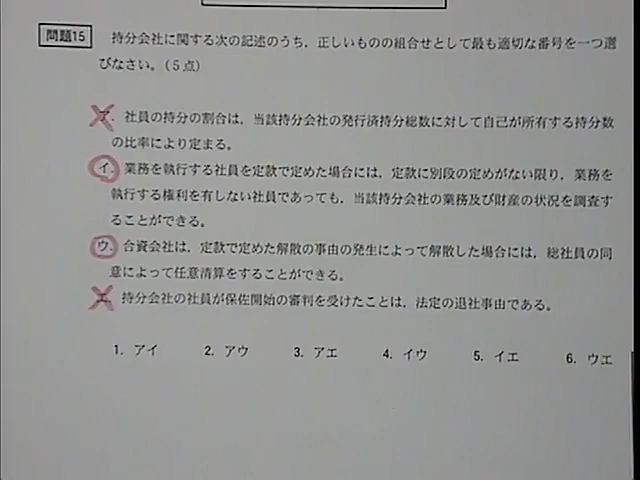 問題15 持分会社に関する次の記述のうち，正しいものの組合せとして最も適切な番号を一つ選
びなさい。(5点)
ア．社員の持分の割合は，当該持分会社の発行済持分総数に対して自己が所有する持分数
の比率により定まる。
イ．業務を執行する社員を定款で定めた場合には，定款に別段の定めがない限り，業務を
執行する権利を有しない社員であっても，当該持分会社の業務及び財産の状況を調査す
ることができる。
ウ．合資会社は，定款で定めた解散の事由の発生によって解散した場合には，総社員の同
意によって任意清算をすることができる。
エ．持分会社の社員が保佐開始の審判を受けたことは，法定の退社事由である。
1．アイ 2．アウ 3．アエ 4．イウ 5．イエ 6．ウエ